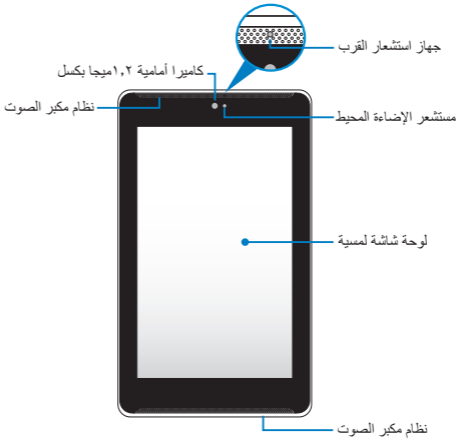 جهاز استشعار القرب
كاميرا أمامية ١,٢ميجا بكسل
نظام مكبر الصوت
مستشعر الإضاءة المحيط
لوحة شاشة لمسية
نظام مكبر الصوت